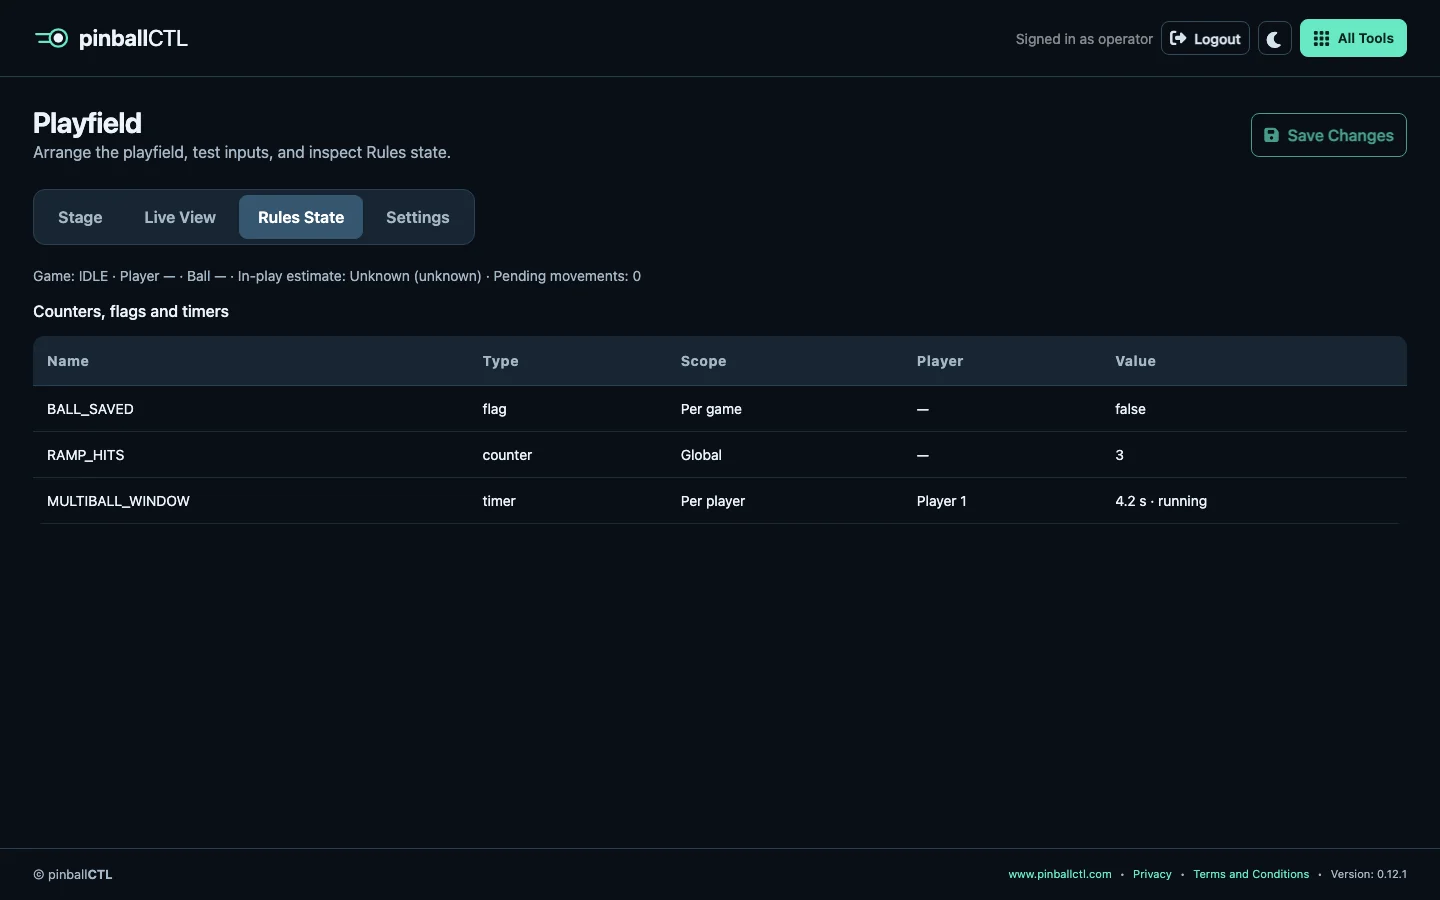 pinballCTL
Signed in as operator
Logout
All Tools
Playfield
Arrange the playfield, test inputs, and inspect Rules state.
Save Changes
Stage
Live View
Rules State
Settings
Game: IDLE · Player — · Ball — · In-play estimate: Unknown (unknown) · Pending movements: 0
Counters, flags and timers
Name Type Scope Player Value
BALL_SAVED flag Per game — false
RAMP_HITS counter Global — 3
MULTIBALL_WINDOW timer Per player Player 1 4.2 s · running
© pinballCTL
www.pinballctl.com • Privacy • Terms and Conditions • Version: 0.12.1